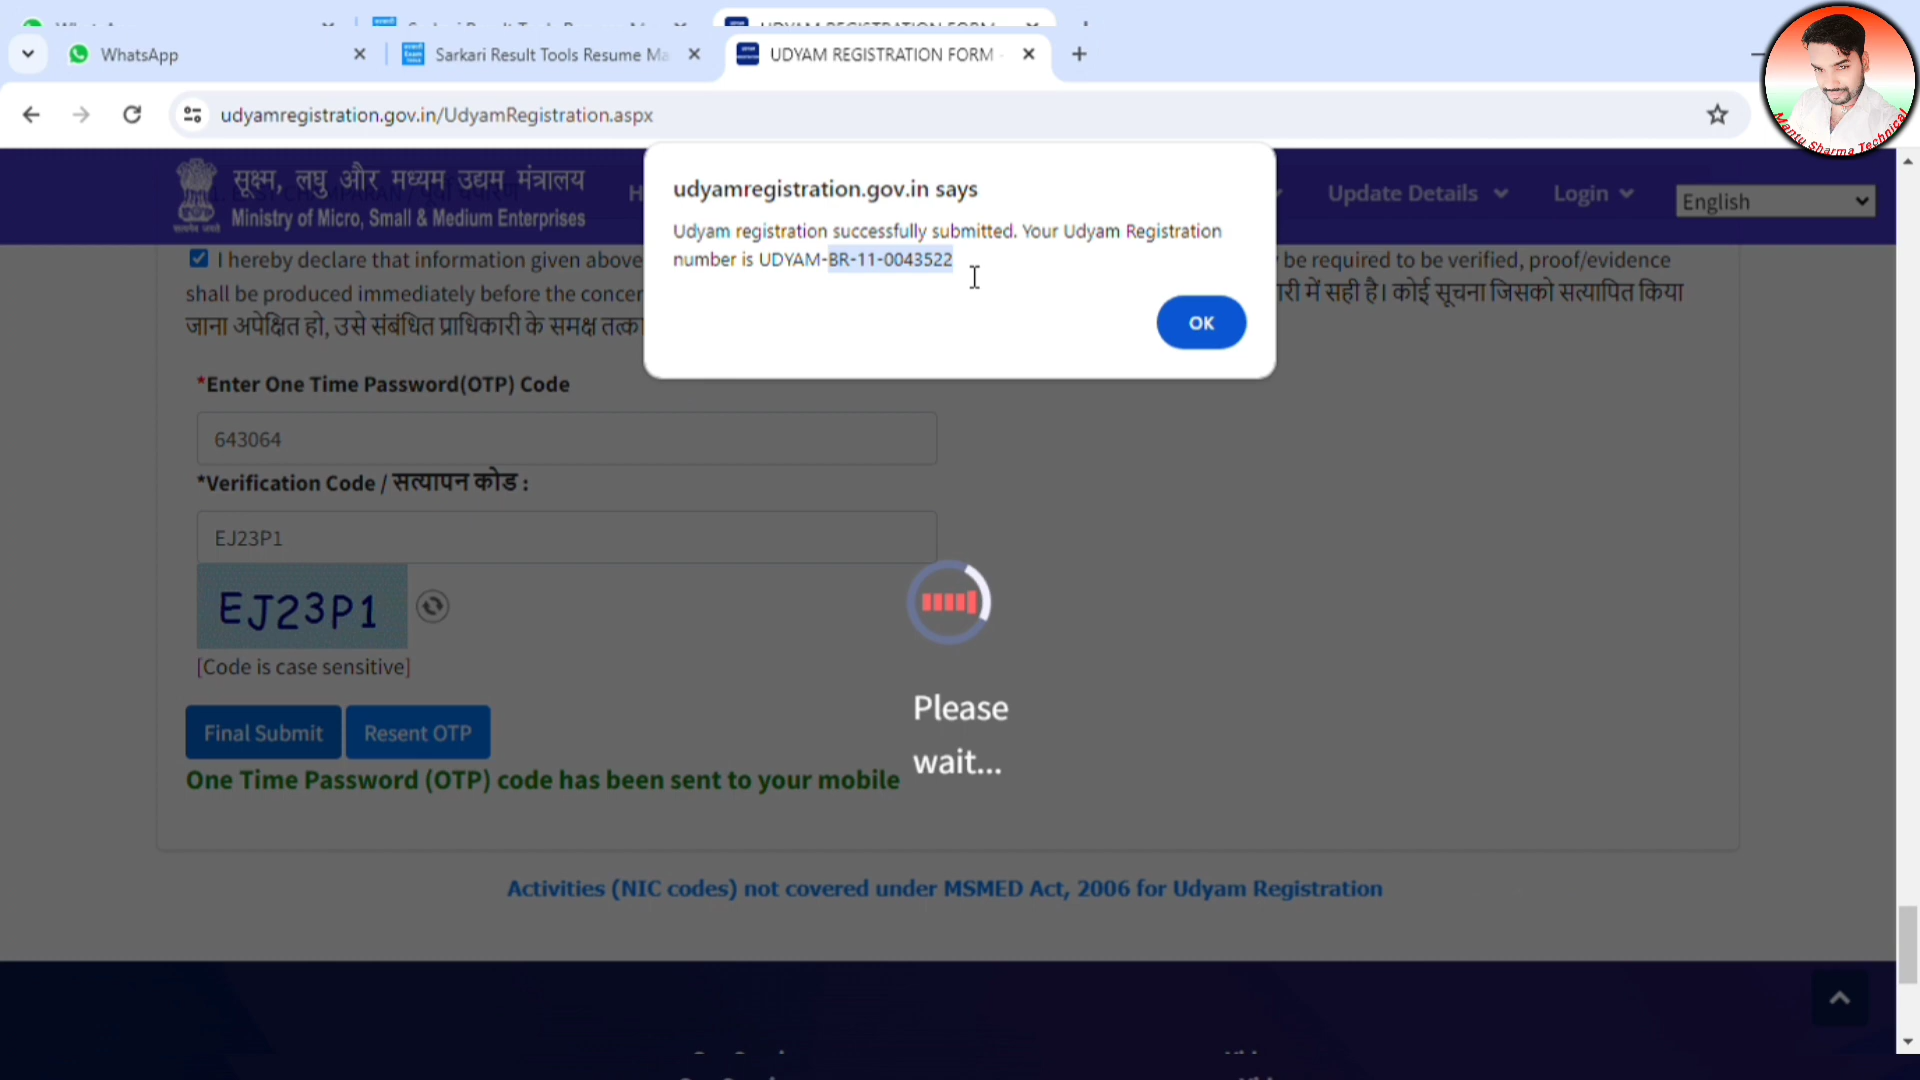 WhatsApp
Sarkari Result Tools Resume Ma
UDYAM REGISTRATION FORM -
udyamregistration.gov.in/UdyamRegistration.aspx
Mantu Sharma Technical
सूक्ष्म, लघु और मध्यम उद्यम मंत्रालय
Ministry of Micro, Small & Medium Enterprises
H
Update Details
Login
English
udyamregistration.gov.in says
Udyam registration successfully submitted. Your Udyam Registration
number is UDYAM-BR-11-0043522
OK
I hereby declare that information given above
be required to be verified, proof/evidence
shall be produced immediately before the concer
री में सही है। कोई सूचना जिसको सत्यापित किया
जाना अपेक्षित हो, उसे संबंधित प्राधिकारी के समक्ष तत्क
*Enter One Time Password(OTP) Code
643064
*Verification Code / सत्यापन कोड :
EJ23P1
EJ23P1
[Code is case sensitive]
Please
wait...
Final Submit
Resent OTP
One Time Password (OTP) code has been sent to your mobile
Activities (NIC codes) not covered under MSMED Act, 2006 for Udyam Registration